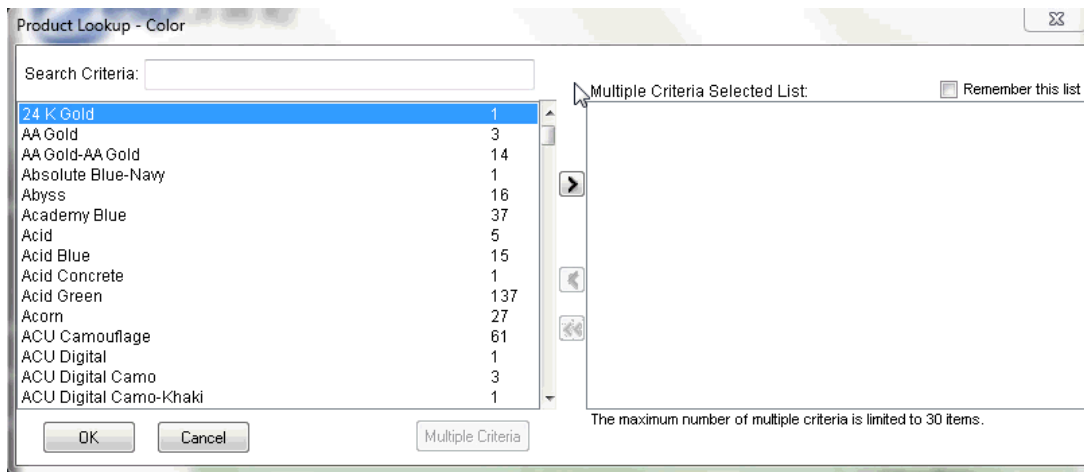 Product Lookup - Color
Search Criteria:
Multiple Criteria Selected List:
Remember this list
24 K Gold 1
AA Gold 3
AA Gold-AA Gold 14
Absolute Blue-Navy 1
Abyss 16
Academy Blue 37
Acid 5
Acid Blue 15
Acid Concrete 1
Acid Green 137
Acorn 27
ACU Camouflage 61
ACU Digital 1
ACU Digital Camo 3
ACU Digital Camo-Khaki 1
The maximum number of multiple criteria is limited to 30 items.
OK
Cancel
Multiple Criteria